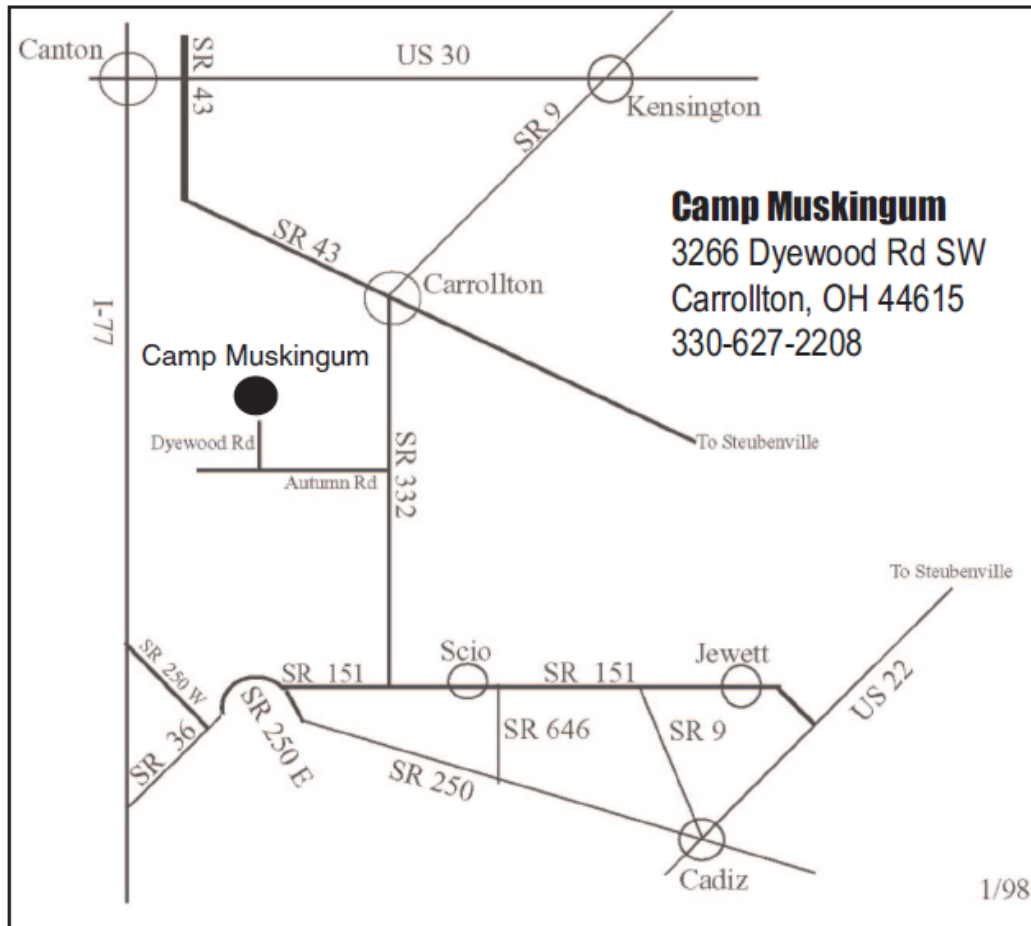 Canton
SR 43
US 30
Kensington
SR 9
Camp Muskingum
3266 Dyewood Rd SW
Carrollton, OH 44615
330-627-2208
SR 43
Carrollton
I-77
Camp Muskingum
Dyewood Rd
Autumn Rd
SR 332
To Steubenville
To Steubenville
SR 250 W
SR 36
SR 250 E
SR 151
Scio
SR 151
Jewett
US 22
SR 646
SR 9
SR 250
Cadiz
1/98